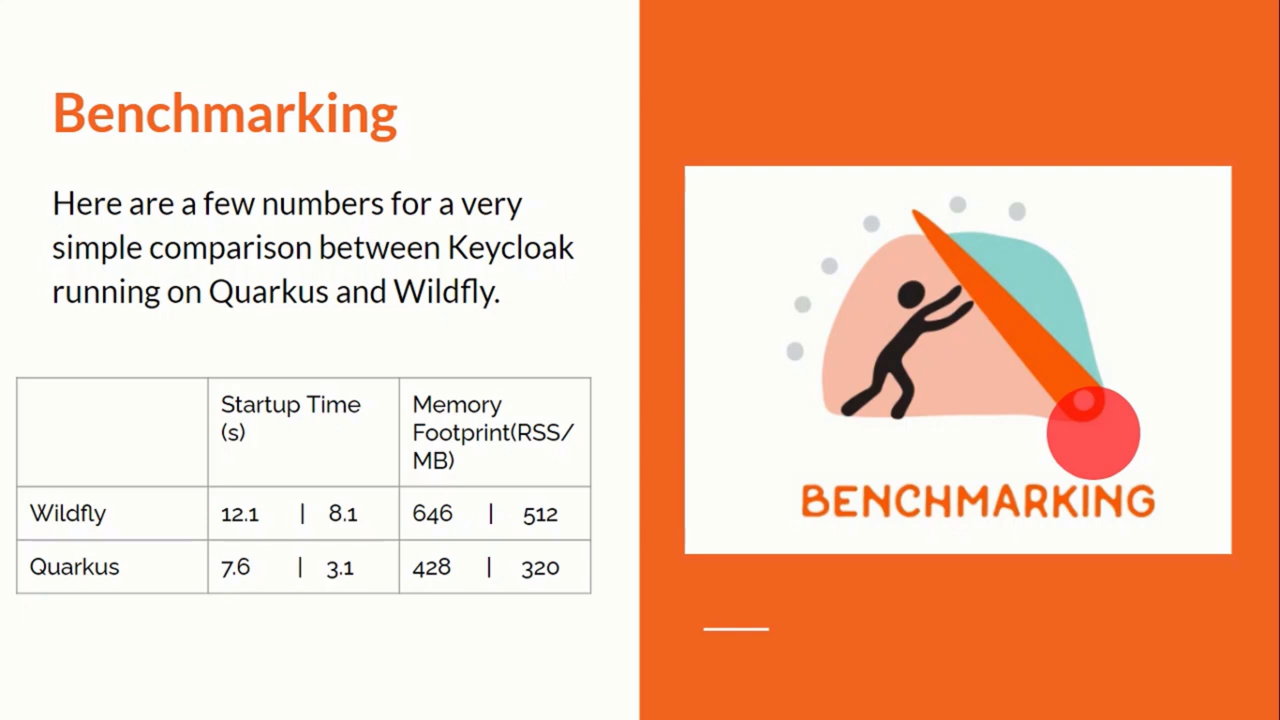 Benchmarking
Here are a few numbers for a very
simple comparison between Keycloak
running on Quarkus and Wildfly.
Startup Time
(s)
Memory
Footprint(RSS/
MB)
Wildfly 12.1 | 8.1 646 | 512
Quarkus 7.6 | 3.1 428 | 320
BENCHMARKING